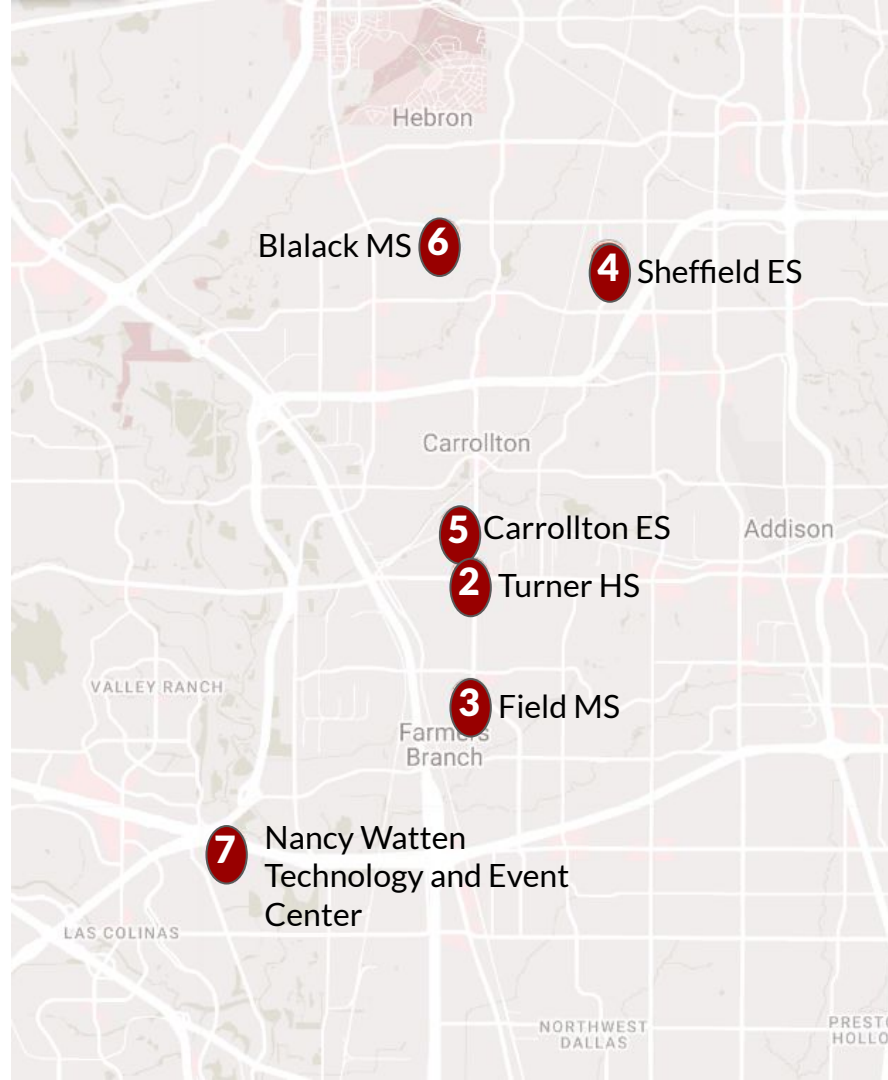 Hebron
Blalack MS 6
4 Sheffield ES
Carrollton
5 Carrollton ES
Addison
2 Turner HS
VALLEY RANCH
3 Field MS
Farmers
Branch
7 Nancy Watten
Technology and Event
Center
LAS COLINAS
NORTHWEST
DALLAS
PRESTO
HOLLO